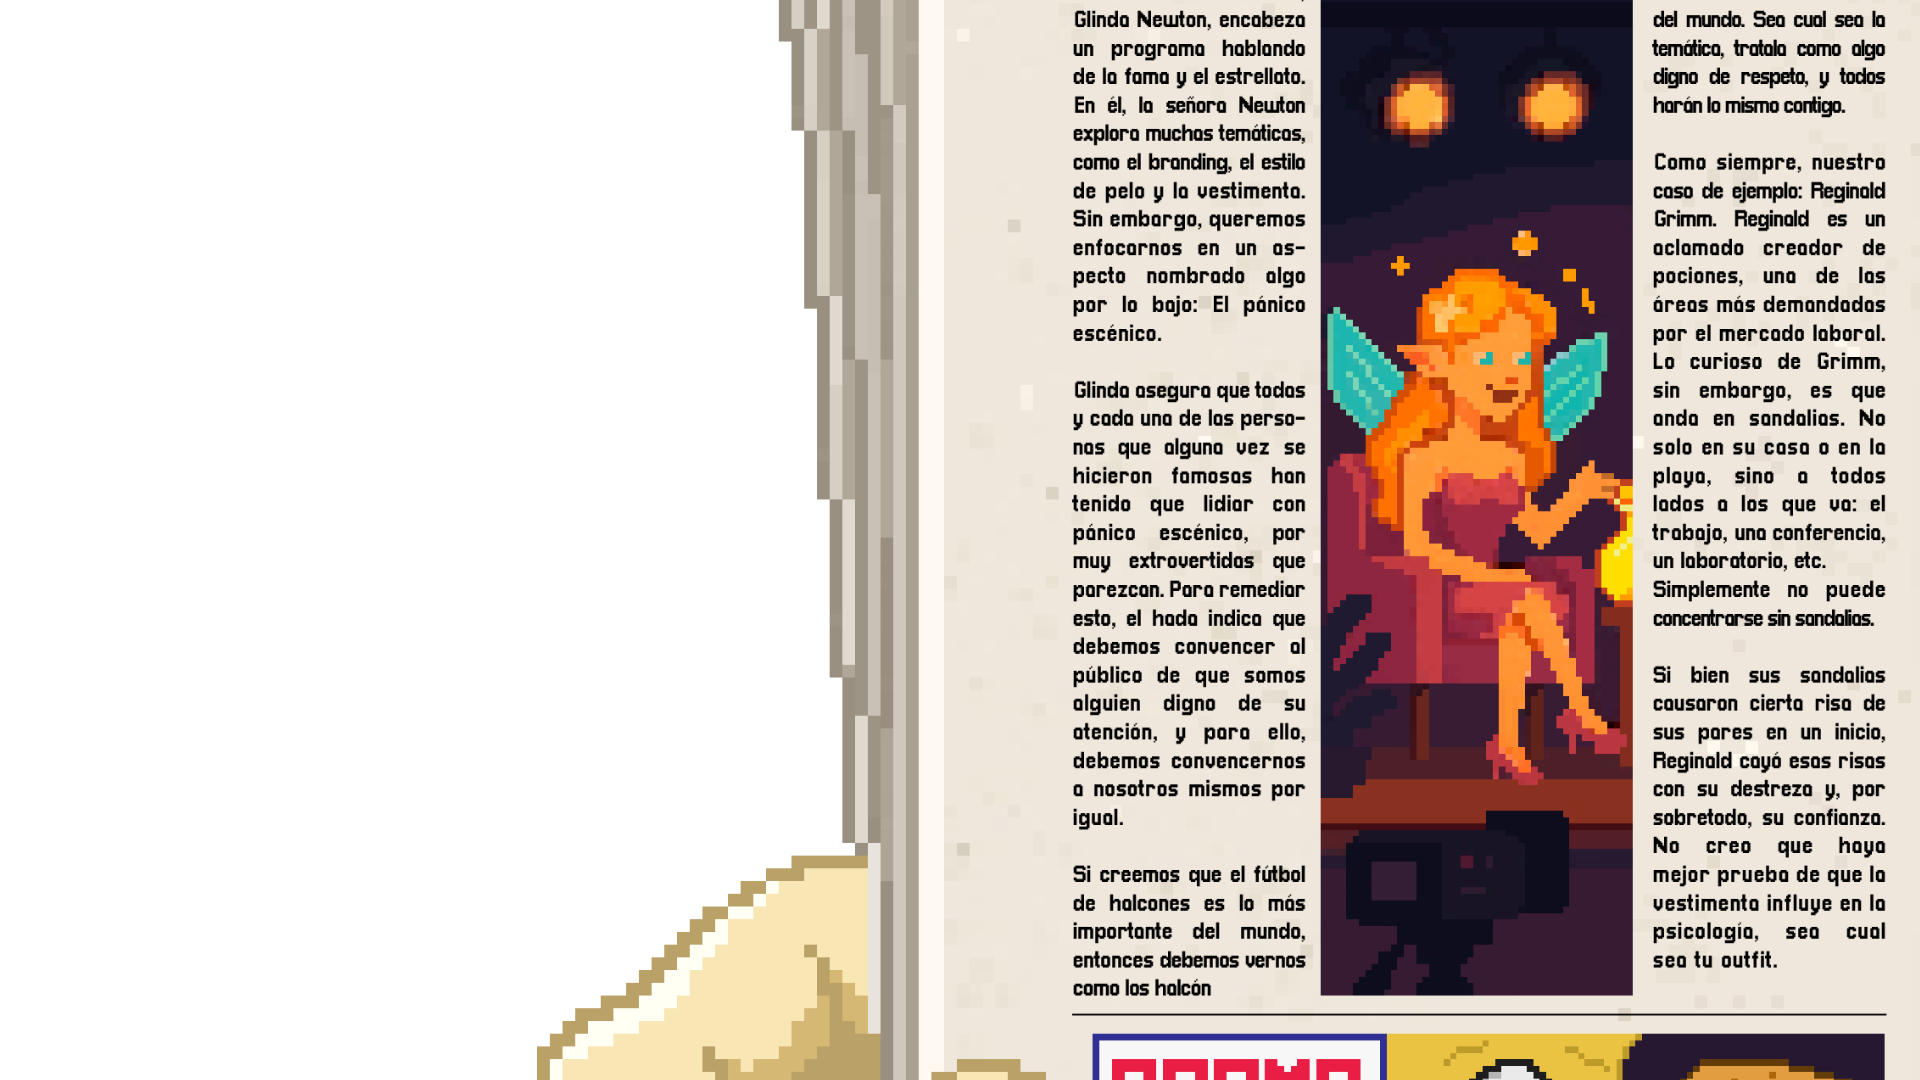 Glinda Newton, encabeza
un programa hablando
de la fama y el estrellato.
En él, la señora Newton
explora muchas temáticas,
como el branding, el estilo
de pelo y la vestimenta.
Sin embargo, queremos
enfocarnos en un as-
pecto nombrado algo
por lo bajo: El pánico
escénico.
Glinda asegura que todas
y cada una de las perso-
nas que alguna vez se
hicieron famosas han
tenido que lidiar con
pánico escénico, por
muy extrovertidas que
parezcan. Para remediar
esto, el hada indica que
debemos convencer al
público de que somos
alguien digno de su
atención, y para ello,
debemos convencernos
a nosotros mismos por
igual.
Si creemos que el fútbol
de halcones es lo más
importante del mundo,
entonces debemos vernos
como los halcón
del mundo. Sea cual sea la
temática, tratala como algo
digno de respeto, y todos
harán lo mismo contigo.
Como siempre, nuestro
caso de ejemplo: Reginald
Grimm. Reginald es un
aclamado creador de
pociones, una de las
áreas más demandadas
por el mercado laboral.
Lo curioso de Grimm,
sin embargo, es que
anda en sandalias. No
solo en su casa o en la
playa, sino a todos
lados a los que va: el
trabajo, una conferencia,
un laboratorio, etc.
Simplemente no puede
concentrarse sin sandalias.
Si bien sus sandalias
causaron cierta risa de
sus pares en un inicio,
Reginald cayó esas risas
con su destreza y, por
sobretodo, su confianza.
No creo que haya
mejor prueba de que la
vestimenta influye en la
psicología, sea cual
sea tu outfit.